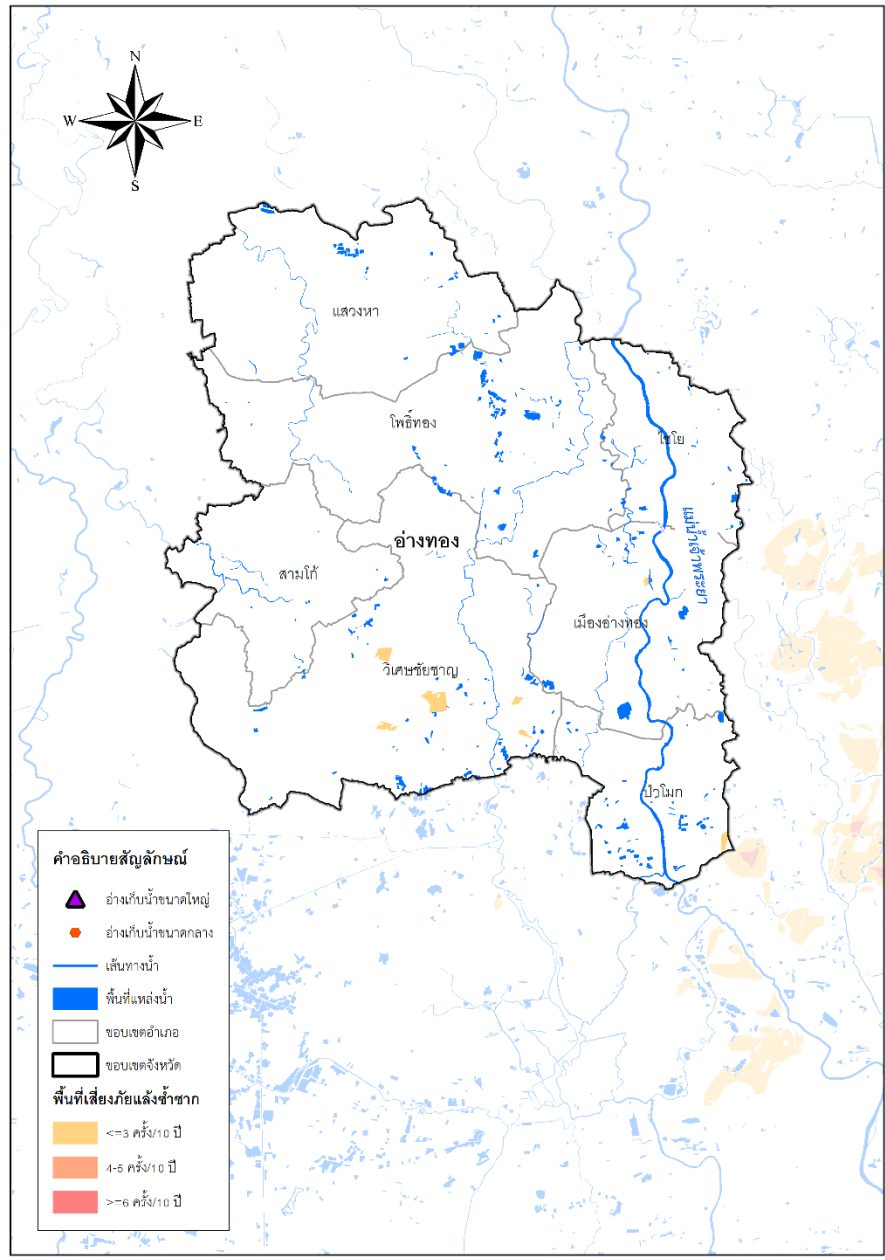 N
W
E
S
แสวงหา
โพธิ์ทอง
ไชโย
แม่น้ำเจ้าพระยา
อ่างทอง
สามโก้
เมืองอ่างทอง
วิเศษชัยชาญ
ป่าโมก
คำอธิบายสัญลักษณ์
อ่างเก็บน้ำขนาดใหญ่
อ่างเก็บน้ำขนาดกลาง
เส้นทางน้ำ
พื้นที่แหล่งน้ำ
ขอบเขตอำเภอ
ขอบเขตจังหวัด
พื้นที่เสี่ยงภัยแล้งซ้ำซาก
<=3 ครั้ง/10 ปี
4-5 ครั้ง/10 ปี
>=6 ครั้ง/10 ปี